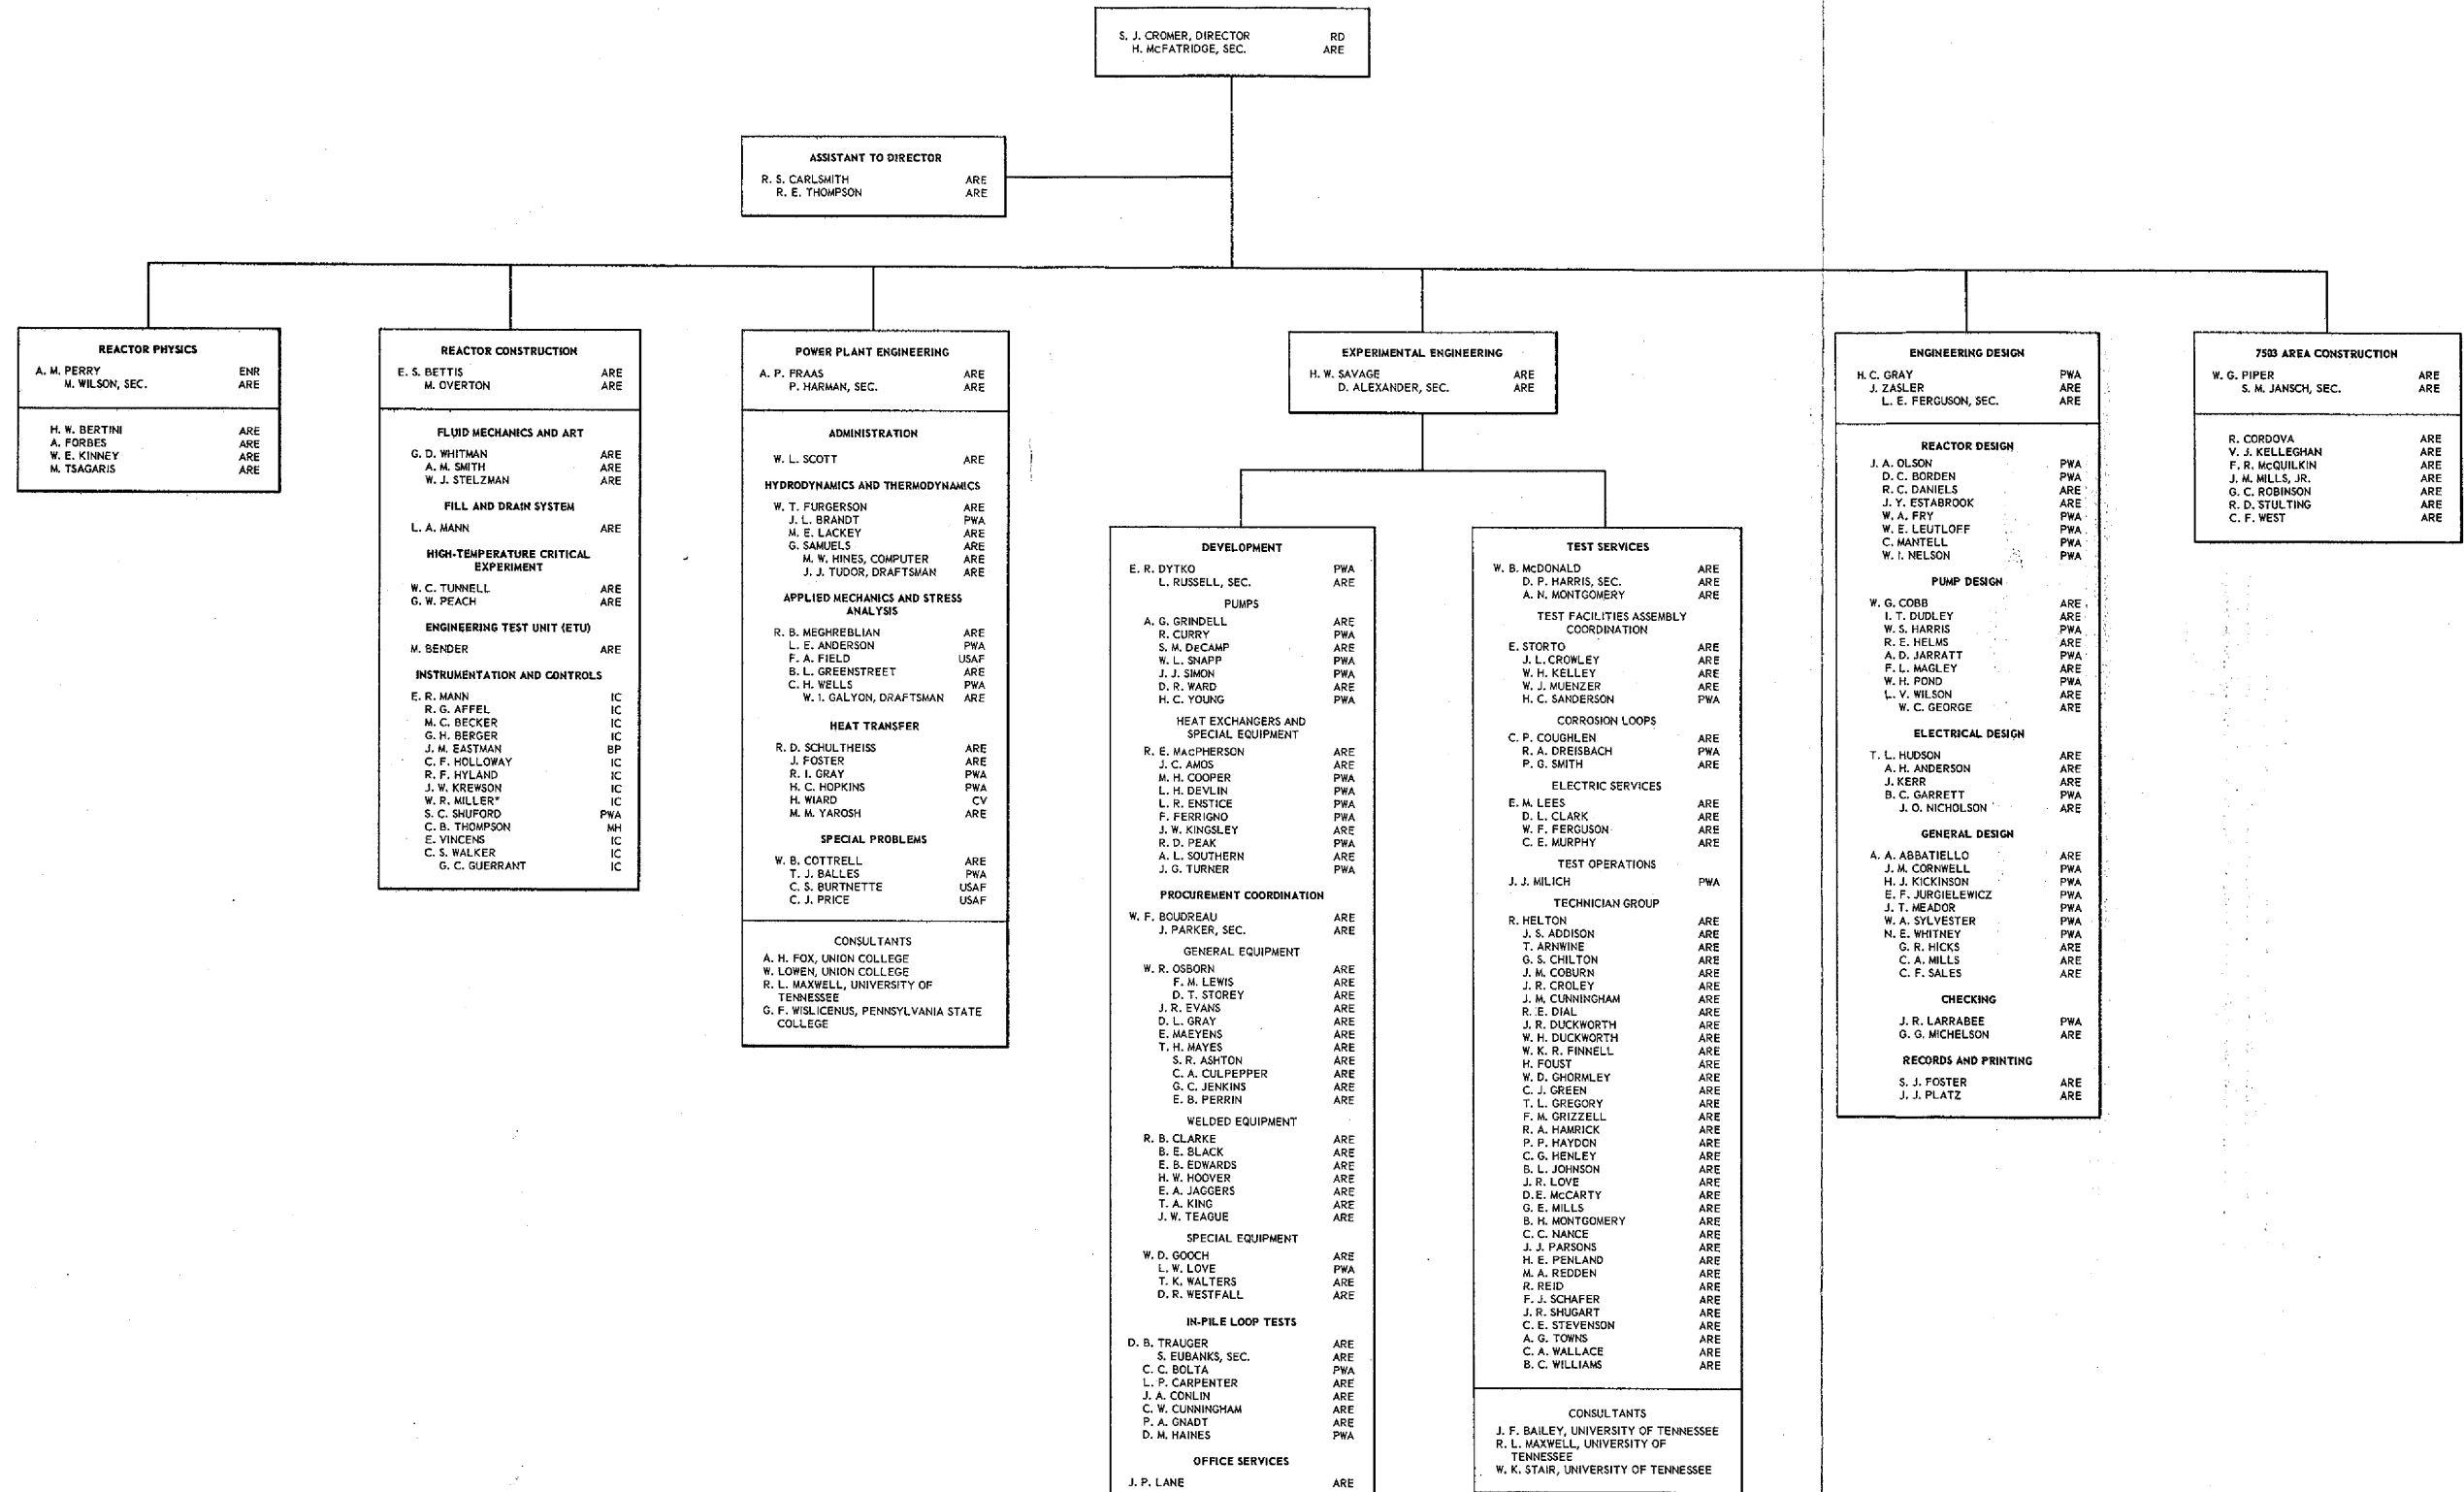 S. J. CROMER, DIRECTOR RD
H. McFATRIDGE, SEC. ARE
ASSISTANT TO DIRECTOR
R. S. CARLSMITH ARE
R. E. THOMPSON ARE
REACTOR PHYSICS
A. M. PERRY ENR
M. WILSON, SEC. ARE
H. W. BERTINI ARE
A. FORBES ARE
W. E. KINNEY ARE
M. TSAGARIS ARE
REACTOR CONSTRUCTION
E. S. BETTIS ARE
M. OVERTON ARE
FLUID MECHANICS AND ART
G. D. WHITMAN ARE
A. M. SMITH ARE
W. J. STELZMAN ARE
FILL AND DRAIN SYSTEM
L. A. MANN ARE
HIGH-TEMPERATURE CRITICAL
EXPERIMENT
W. C. TUNNELL ARE
G. W. PEACH ARE
ENGINEERING TEST UNIT (ETU)
M. BENDER ARE
INSTRUMENTATION AND CONTROLS
E. R. MANN IC
R. G. AFFEL IC
M. C. BECKER IC
G. H. BERGER IC
J. M. EASTMAN BP
C. F. HOLLOWAY IC
R. F. HYLAND IC
J. W. KREWSON IC
W. R. MILLER* IC
S. C. SHUFORD PWA
C. B. THOMPSON MH
E. VINCENS IC
C. S. WALKER IC
G. C. GUERRANT IC
POWER PLANT ENGINEERING
A. P. FRAAS ARE
P. HARMAN, SEC. ARE
ADMINISTRATION
W. L. SCOTT ARE
HYDRODYNAMICS AND THERMODYNAMICS
W. T. FURGERSON ARE
J. L. BRANDT PWA
M. E. LACKEY ARE
G. SAMUELS ARE
M. W. HINES, COMPUTER ARE
J. J. TUDOR, DRAFTSMAN ARE
APPLIED MECHANICS AND STRESS
ANALYSIS
R. B. MEGHREBLIAN ARE
L. E. ANDERSON PWA
F. A. FIELD USAF
B. L. GREENSTREET ARE
C. H. WELLS PWA
W. I. GALYON, DRAFTSMAN ARE
HEAT TRANSFER
R. D. SCHULTHEISS ARE
J. FOSTER ARE
R. I. GRAY PWA
H. C. HOPKINS PWA
H. WIARD CV
M. M. YAROSH ARE
SPECIAL PROBLEMS
W. B. COTTRELL ARE
T. J. BALLES PWA
C. S. BURTNETTE USAF
C. J. PRICE USAF
CONSULTANTS
A. H. FOX, UNION COLLEGE
W. LOWEN, UNION COLLEGE
R. L. MAXWELL, UNIVERSITY OF
TENNESSEE
G. F. WISLICENUS, PENNSYLVANIA STATE
COLLEGE
EXPERIMENTAL ENGINEERING
H. W. SAVAGE ARE
D. ALEXANDER, SEC. ARE
DEVELOPMENT
E. R. DYTKO PWA
L. RUSSELL, SEC. ARE
PUMPS
A. G. GRINDELL ARE
R. CURRY PWA
S. M. DeCAMP ARE
W. L. SNAPP PWA
J. J. SIMON PWA
D. R. WARD ARE
H. C. YOUNG PWA
HEAT EXCHANGERS AND
SPECIAL EQUIPMENT
R. E. MacPHERSON ARE
J. C. AMOS ARE
M. H. COOPER PWA
L. H. DEVLIN PWA
L. R. ENSTICE PWA
F. FERRIGNO PWA
J. W. KINGSLEY ARE
R. D. PEAK PWA
A. L. SOUTHERN ARE
J. G. TURNER PWA
PROCUREMENT COORDINATION
W. F. BOUDREAU ARE
J. PARKER, SEC. ARE
GENERAL EQUIPMENT
W. R. OSBORN ARE
F. M. LEWIS ARE
D. T. STOREY ARE
J. R. EVANS ARE
D. L. GRAY ARE
E. MAEYENS ARE
T. H. MAYES ARE
S. R. ASHTON ARE
C. A. CULPEPPER ARE
G. C. JENKINS ARE
E. B. PERRIN ARE
WELDED EQUIPMENT
R. B. CLARKE ARE
B. E. BLACK ARE
E. B. EDWARDS ARE
H. W. HOOVER ARE
E. A. JAGGERS ARE
T. A. KING ARE
J. W. TEAGUE ARE
SPECIAL EQUIPMENT
W. D. GOOCH ARE
L. W. LOVE PWA
T. K. WALTERS ARE
D. R. WESTFALL ARE
IN-PILE LOOP TESTS
D. B. TRAUGER ARE
S. EUBANKS, SEC. ARE
C. C. BOLTA PWA
L. P. CARPENTER ARE
J. A. CONLIN ARE
C. W. CUNNINGHAM ARE
P. A. GNADT ARE
D. M. HAINES PWA
OFFICE SERVICES
J. P. LANE ARE
TEST SERVICES
W. B. McDONALD ARE
D. P. HARRIS, SEC. ARE
A. N. MONTGOMERY ARE
TEST FACILITIES ASSEMBLY
COORDINATION
E. STORTO ARE
J. L. CROWLEY ARE
W. H. KELLEY ARE
W. J. MUENZER ARE
H. C. SANDERSON PWA
CORROSION LOOPS
C. P. COUGHLEN ARE
R. A. DREISBACH PWA
P. G. SMITH ARE
ELECTRIC SERVICES
E. M. LEES ARE
D. L. CLARK ARE
W. F. FERGUSON ARE
C. E. MURPHY ARE
TEST OPERATIONS
J. J. MILICH PWA
TECHNICIAN GROUP
R. HELTON ARE
J. S. ADDISON ARE
T. ARNWINE ARE
G. S. CHILTON ARE
J. M. COBURN ARE
J. R. CROLEY ARE
J. M. CUNNINGHAM ARE
R. E. DIAL ARE
J. R. DUCKWORTH ARE
W. H. DUCKWORTH ARE
W. K. R. FINNELL ARE
H. FOUST ARE
W. D. GHORMLEY ARE
C. J. GREEN ARE
T. L. GREGORY ARE
F. M. GRIZZELL ARE
R. A. HAMRICK ARE
P. P. HAYDON ARE
C. G. HENLEY ARE
B. L. JOHNSON ARE
J. R. LOVE ARE
D.E. McCARTY ARE
G. E. MILLS ARE
B. H. MONTGOMERY ARE
C. C. NANCE ARE
J. J. PARSONS ARE
H. E. PENLAND ARE
M. A. REDDEN ARE
R. REID ARE
F. J. SCHAFER ARE
J. R. SHUGART ARE
C. E. STEVENSON ARE
A. G. TOWNS ARE
C. A. WALLACE ARE
B. C. WILLIAMS ARE
CONSULTANTS
J. F. BAILEY, UNIVERSITY OF TENNESSEE
R. L. MAXWELL, UNIVERSITY OF
TENNESSEE
W. K. STAIR, UNIVERSITY OF TENNESSEE
ENGINEERING DESIGN
H. C. GRAY PWA
J. ZASLER ARE
L. E. FERGUSON, SEC. ARE
REACTOR DESIGN
J. A. OLSON PWA
D. C. BORDEN PWA
R. C. DANIELS ARE
J. Y. ESTABROOK ARE
W. A. FRY PWA
W. E. LEUTLOFF PWA
C. MANTELL PWA
W. I. NELSON PWA
PUMP DESIGN
W. G. COBB ARE
I. T. DUDLEY ARE
W. S. HARRIS PWA
R. E. HELMS ARE
A. D. JARRATT PWA
F. L. MAGLEY ARE
W. H. POND PWA
L. V. WILSON ARE
W. C. GEORGE ARE
ELECTRICAL DESIGN
T. L. HUDSON ARE
A. H. ANDERSON ARE
J. KERR ARE
B. C. GARRETT PWA
J. O. NICHOLSON ARE
GENERAL DESIGN
A. A. ABBATIELLO ARE
J. M. CORNWELL PWA
H. J. KICKINSON PWA
E. F. JURGIELEWICZ PWA
J. T. MEADOR PWA
W. A. SYLVESTER PWA
N. E. WHITNEY PWA
G. R. HICKS ARE
C. A. MILLS ARE
C. F. SALES ARE
CHECKING
J. R. LARRABEE PWA
G. G. MICHELSON ARE
RECORDS AND PRINTING
S. J. FOSTER ARE
J. J. PLATZ ARE
7503 AREA CONSTRUCTION
W. G. PIPER ARE
S. M. JANSCH, SEC. ARE
R. CORDOVA ARE
V. J. KELLEGHAN ARE
F. R. McQUILKIN ARE
J. M. MILLS, JR. ARE
G. C. ROBINSON ARE
R. D. STULTING ARE
C. F. WEST ARE